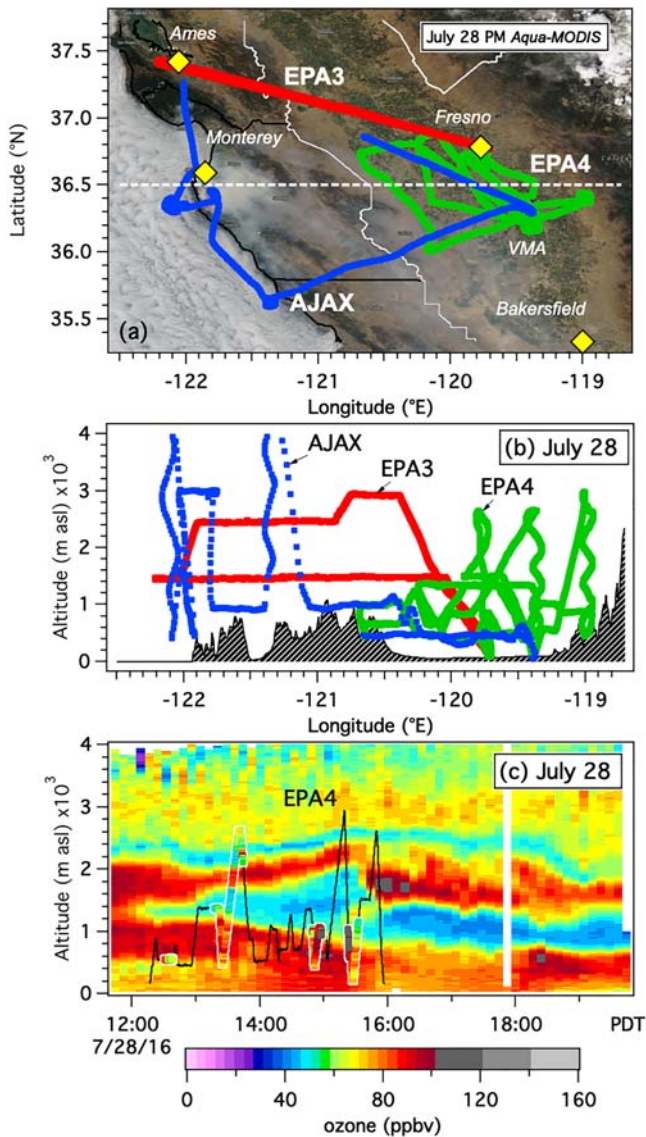 July 28 PM Aqua-MODIS
Ames
37.5
EPA3
37.0
Fresno
Monterey
EPA4
36.5
36.0
VMA
AJAX
Bakersfield
35.5
(a)
Latitude (°N)
-122 -121 -120 -119
Longitude (°E)
4
AJAX
(b) July 28
EPA3
3
EPA4
2
1
0
Altitude (m asl) x10³
-122 -121 -120 -119
Longitude (°E)
4
(c) July 28
EPA4
3
2
1
0
Altitude (m asl) x10³
12:00 14:00 16:00 18:00 PDT
7/28/16
0 40 80 120 160
ozone (ppbv)